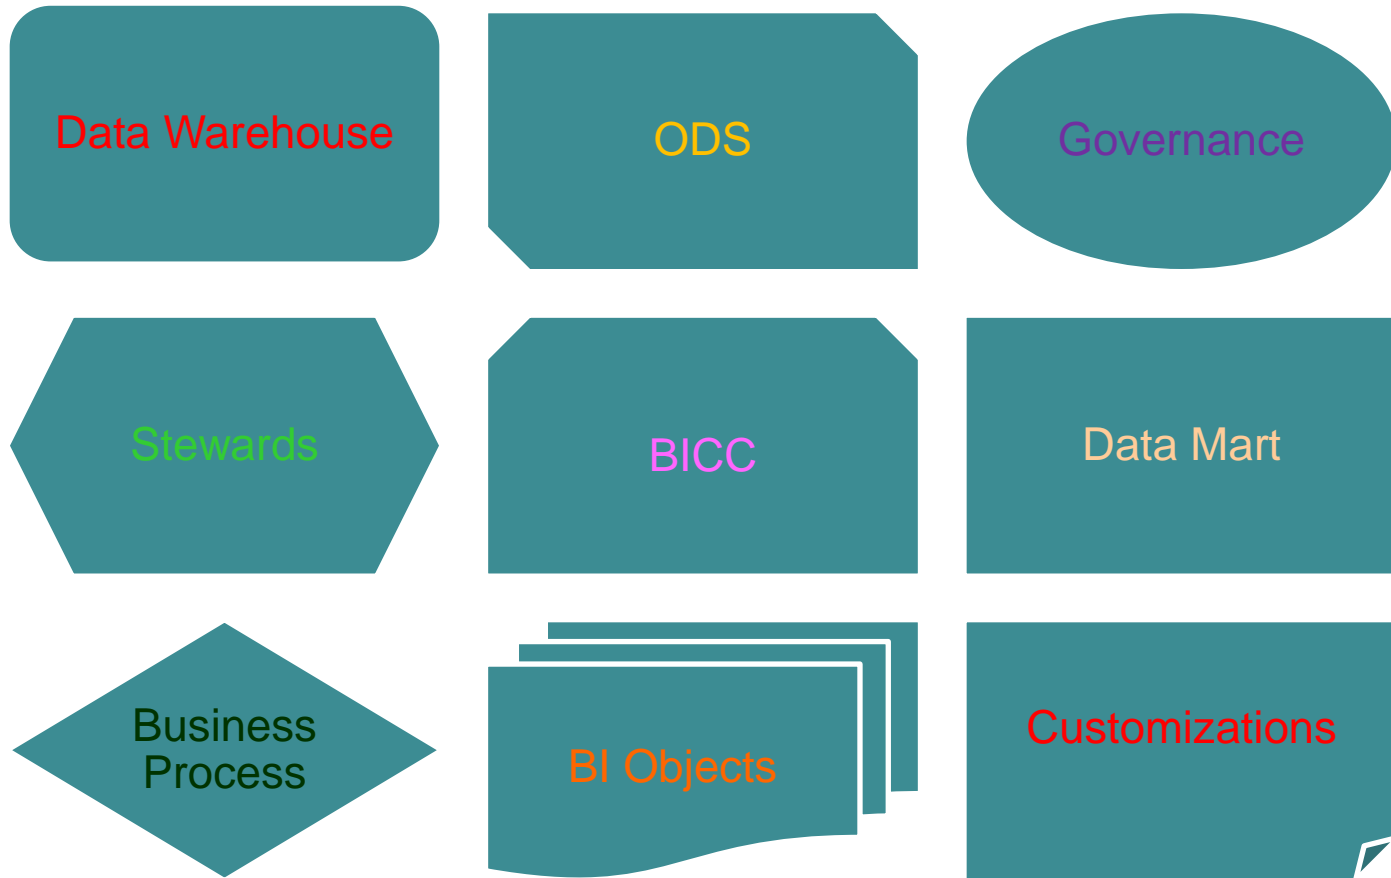 Data Warehouse
ODS
Governance
Stewards
BICC
Data Mart
Business
Process
BI Objects
Customizations